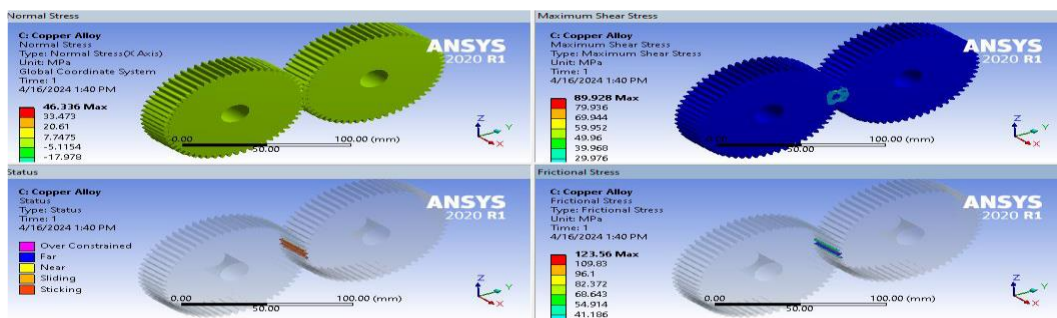 Normal Stress
C: Copper Alloy
Normal Stress
Type: Normal Stress(X Axis)
Unit: MPa
Global Coordinate System
Time: 1
4/16/2024 1:40 PM
46.336 Max
33.473
20.61
7.7475
-5.1154
-17.978
ANSYS
2020 R1
0.00
50.00
100.00 (mm)
Z
Y
X
Maximum Shear Stress
C: Copper Alloy
Maximum Shear Stress
Type: Maximum Shear Stress
Unit: MPa
Time: 1
4/16/2024 1:40 PM
89.928 Max
79.936
69.944
59.952
49.96
39.968
29.976
ANSYS
2020 R1
0.00
50.00
100.00 (mm)
Z
Y
X
Status
C: Copper Alloy
Status
Type: Status
Time: 1
4/16/2024 1:40 PM
Over Constrained
Far
Near
Sliding
Sticking
ANSYS
2020 R1
0.00
50.00
100.00 (mm)
Z
Y
X
Frictional Stress
C: Copper Alloy
Frictional Stress
Type: Frictional Stress
Unit: MPa
Time: 1
4/16/2024 1:40 PM
123.56 Max
109.83
96.1
82.372
68.643
54.914
41.186
ANSYS
2020 R1
0.00
50.00
100.00 (mm)
Z
Y
X